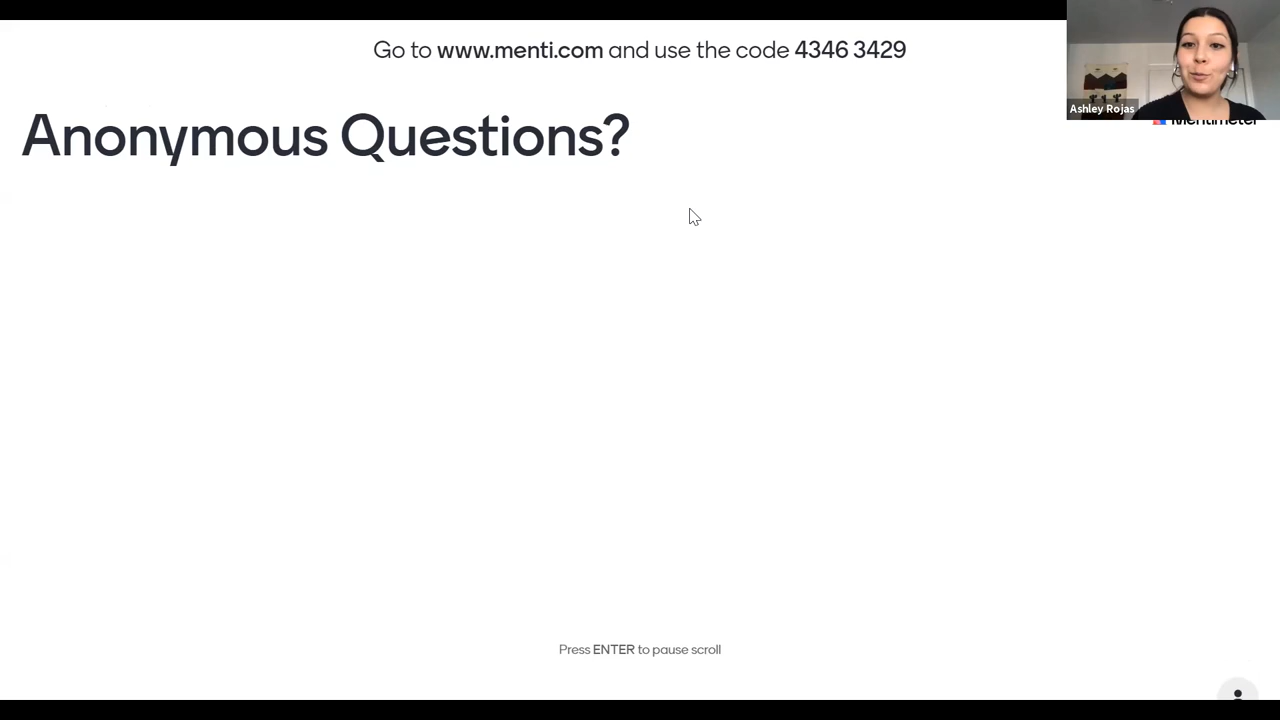 Go to www.menti.com and use the code 4346 3429
Ashley Rojas
Mentimeter
Anonymous Questions?
Press ENTER to pause scroll